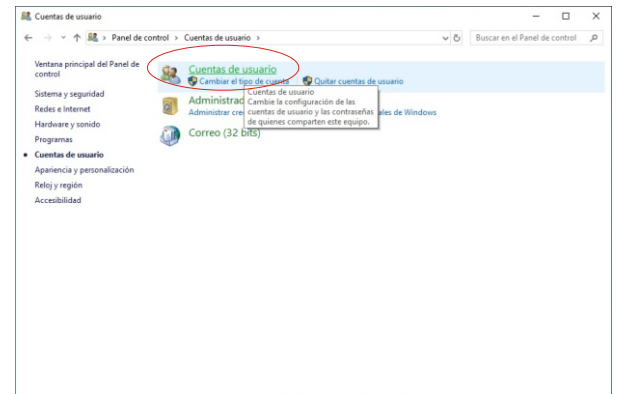 Cuentas de usuario
Panel de control > Cuentas de usuario >
Buscar en el Panel de control
Ventana principal del Panel de
control
Sistema y seguridad
Redes e Internet
Hardware y sonido
Programas
Cuentas de usuario
Apariencia y personalización
Reloj y región
Accesibilidad
Cuentas de usuario
Cambiar el tipo de cuenta
Quitar cuentas de usuario
Administrad
Administrar cre
ales de Windows
Correo (32 bits)
Cuentas de usuario
Cambie la configuración de las
cuentas de usuario y las contraseñas
de quienes comparten este equipo.